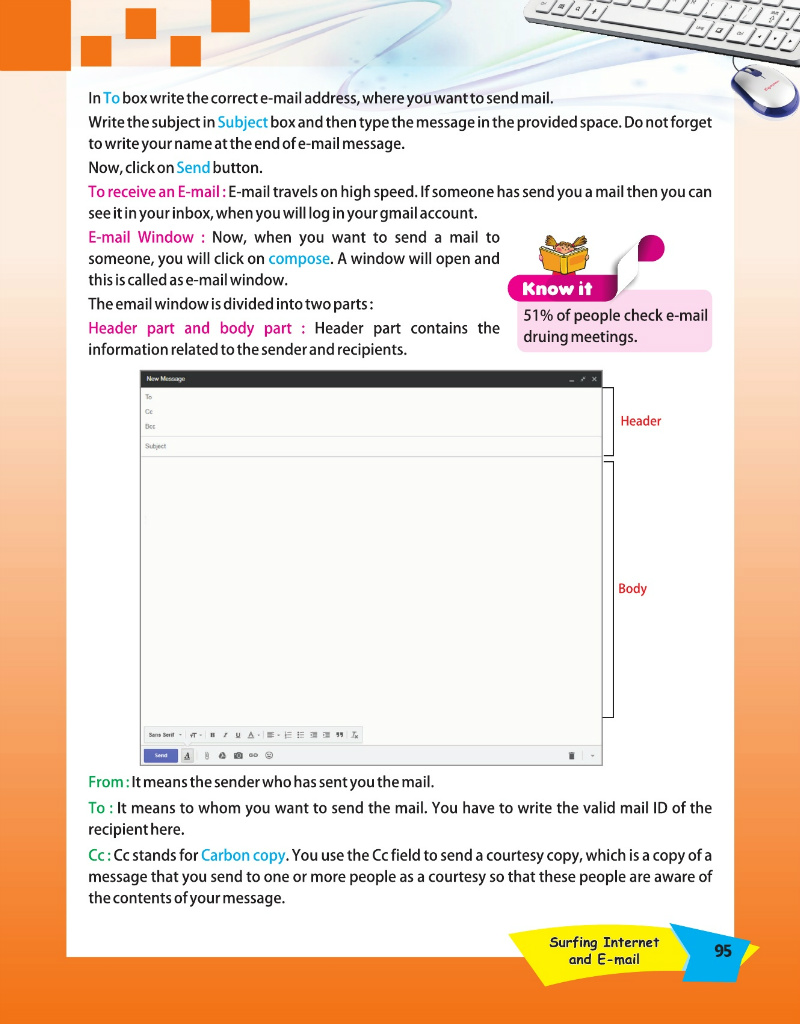 In To box write the correct e-mail address, where you want to send mail.
Write the subject in Subject box and then type the message in the provided space. Do not forget
to write your name at the end of e-mail message.
Now, click on Send button.
To receive an E-mail : E-mail travels on high speed. If someone has send you a mail then you can
see it in your inbox, when you will log in your gmail account.
E-mail Window : Now, when you want to send a mail to
someone, you will click on compose. A window will open and
this is called as e-mail window.
The email window is divided into two parts :
Header part and body part : Header part contains the
information related to the sender and recipients.
Know it
51% of people check e-mail
druing meetings.
New Message
To
Cc
Bcc
Subject
Header
Body
Sans Serif
Send
From : It means the sender who has sent you the mail.
To : It means to whom you want to send the mail. You have to write the valid mail ID of the
recipient here.
Cc : Cc stands for Carbon copy. You use the Cc field to send a courtesy copy, which is a copy of a
message that you send to one or more people as a courtesy so that these people are aware of
the contents of your message.
Surfing Internet
and E-mail
95